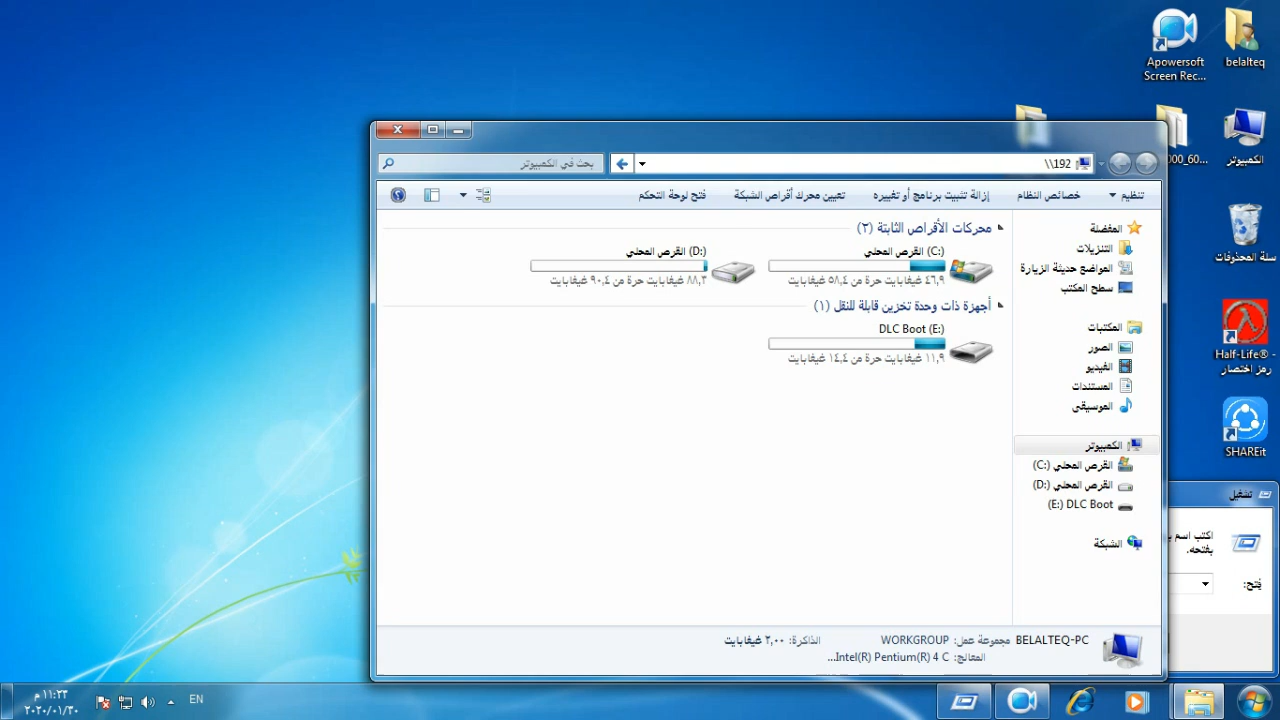 belalteq
Apowersoft
Screen Rec...
الكمبيوتر
000_60...
سلة المحذوفات
Half-Life® -
رمز اختصار
SHAREit
\\192
بحث في الكمبيوتر
تنظيم
خصائص النظام
إزالة تثبيت برنامج أو تغييره
تعيين محرك أقراص الشبكة
فتح لوحة التحكم
المفضلة
التنزيلات
المواضع حديثة الزيارة
سطح المكتب
المكتبات
الصور
الفيديو
المستندات
الموسيقى
الكمبيوتر
القرص المحلي (C:)
القرص المحلي (D:)
DLC Boot (E:)
الشبكة
محركات الأقراص الثابتة (٢)
القرص المحلي (C:)
٤٦,٩ غيغابايت حرة من ٥٨,٤ غيغابايت
القرص المحلي (D:)
٨٨,٣ غيغابايت حرة من ٩٠,٤ غيغابايت
أجهزة ذات وحدة تخزين قابلة للنقل (١)
DLC Boot (E:)
١١,٩ غيغابايت حرة من ١٤,٤ غيغابايت
BELALTEQ-PC مجموعة عمل: WORKGROUP الذاكرة: ٢,٠٠ غيغابايت
المعالج: Intel(R) Pentium(R) 4 C...
تشغيل
اكتب اسم
بفتحه.
فتح:
EN
١١:٢٣ م
٢٠٢٠/٠١/٣٠